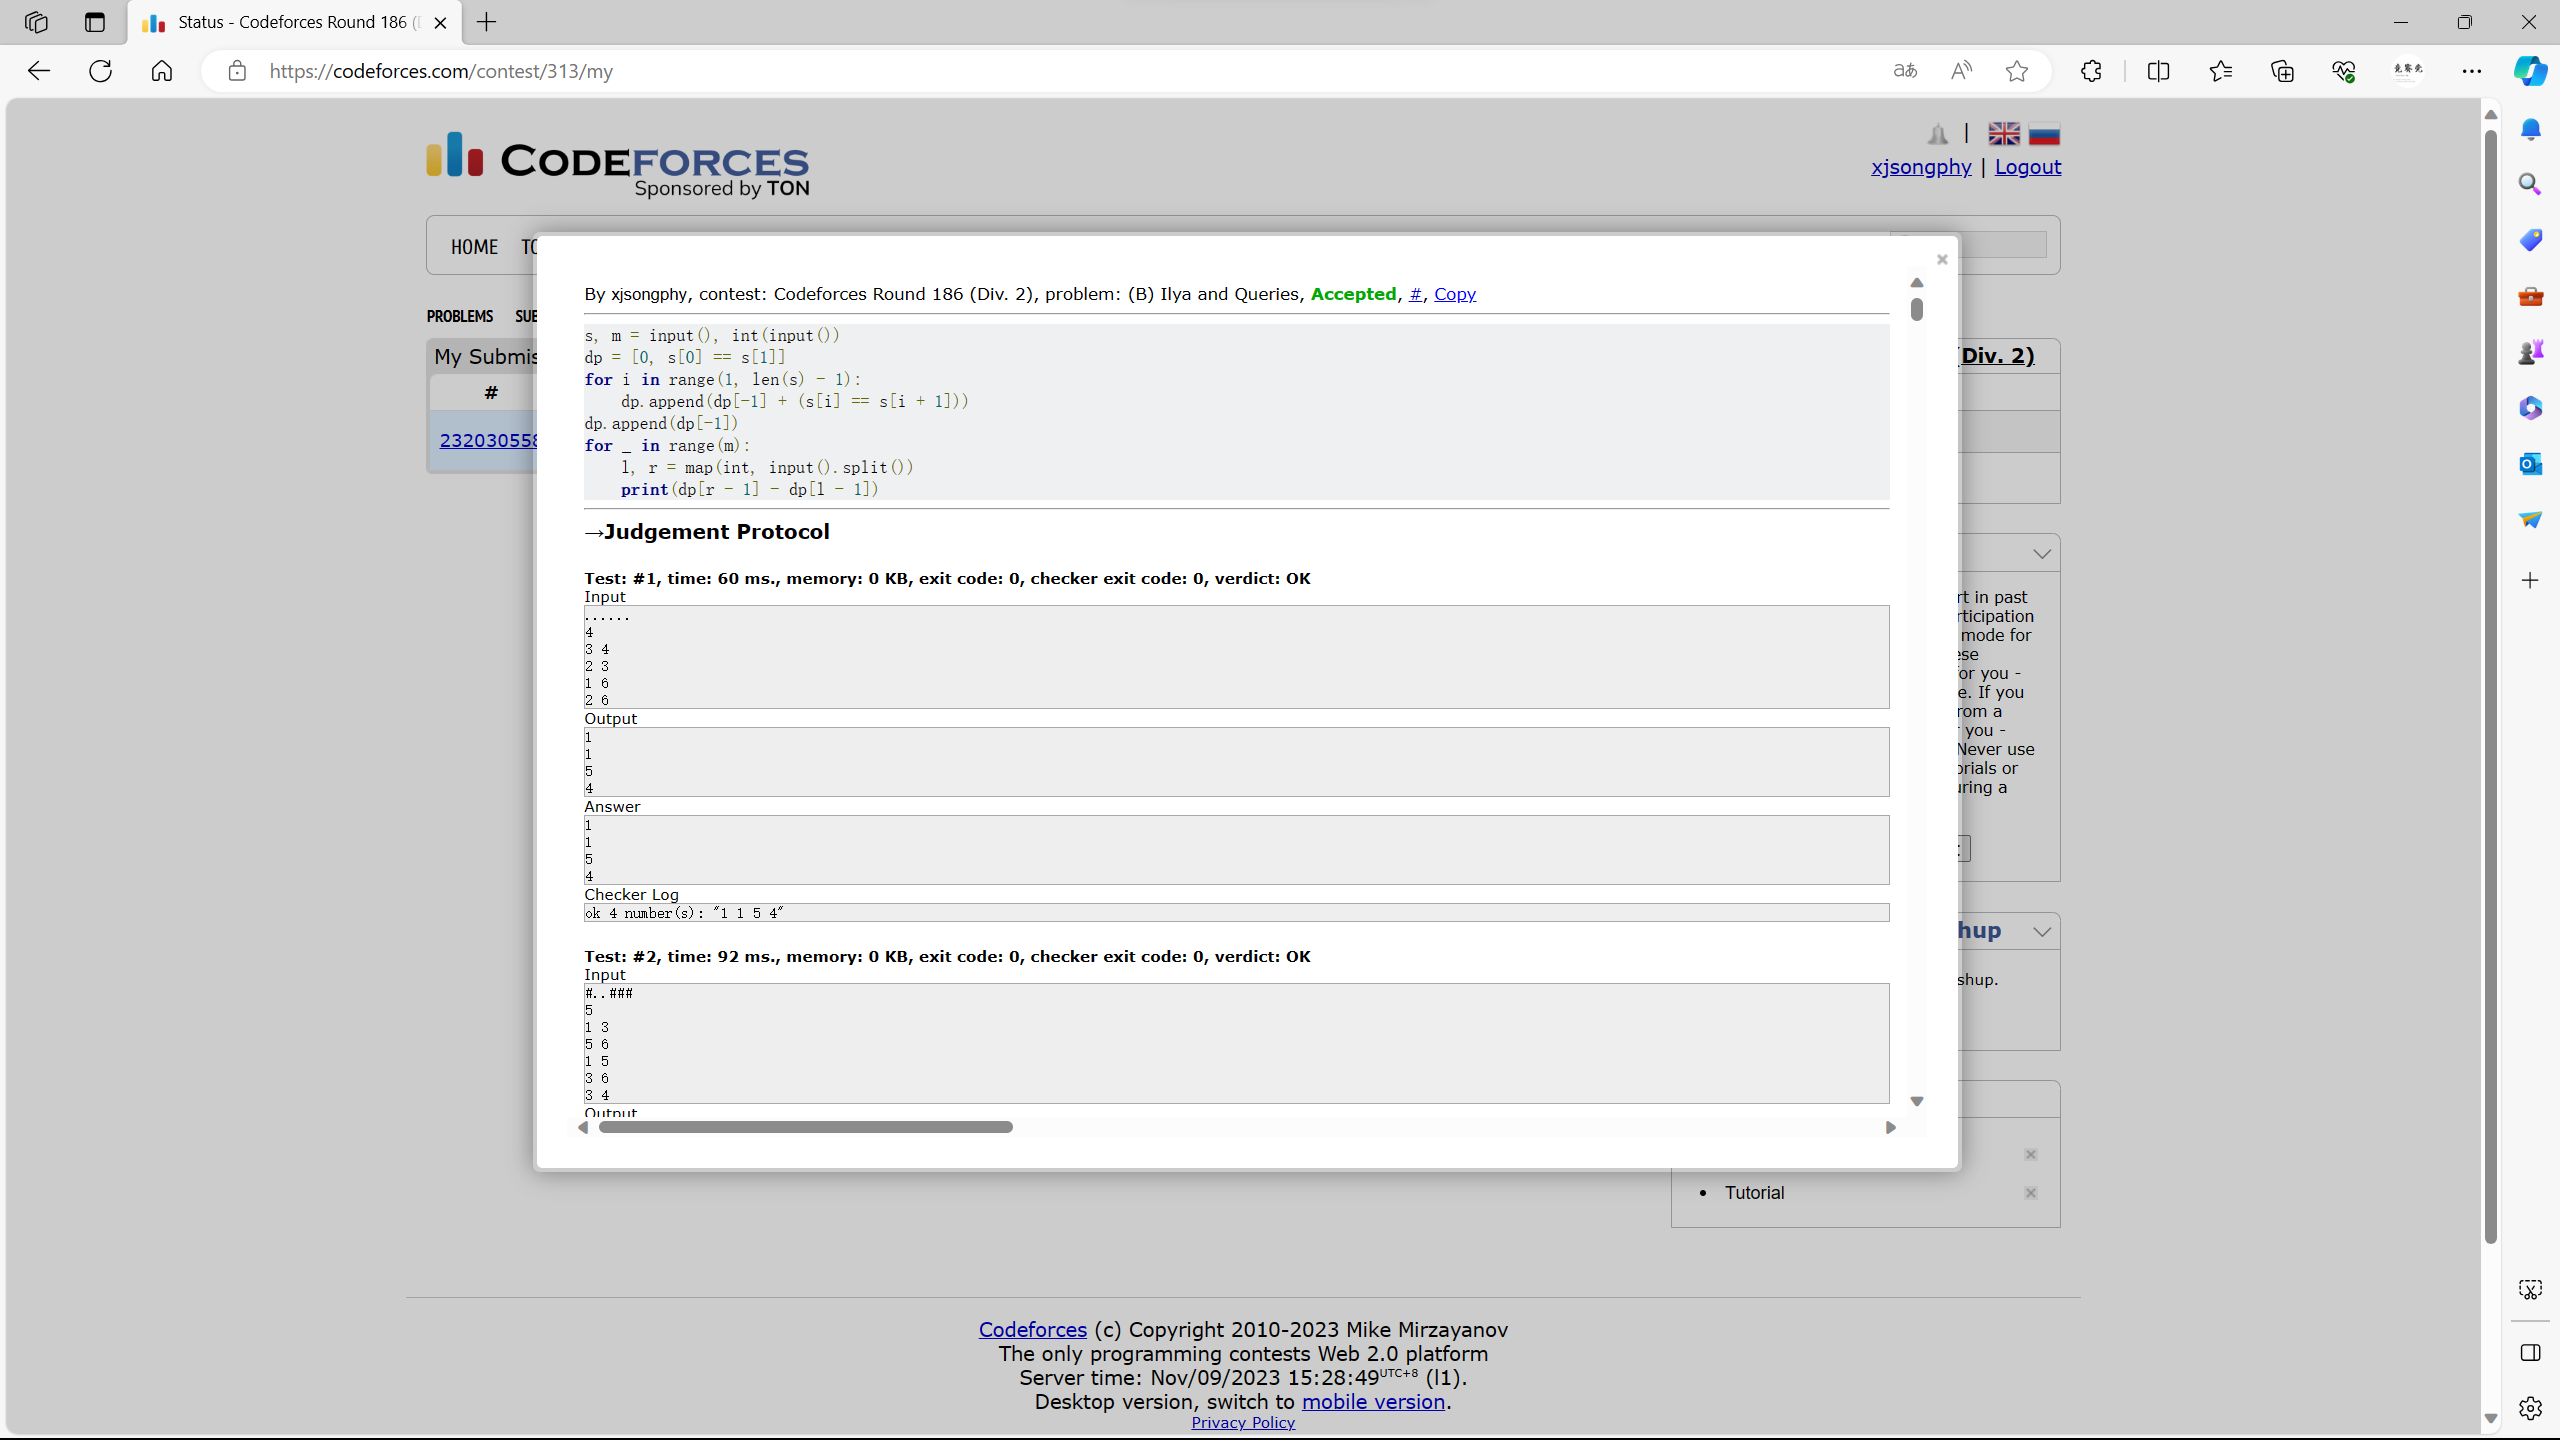 Status - Codeforces Round 186 (
https://codeforces.com/contest/313/my
CODEFORCES
Sponsored by TON
|
xjsongphy | Logout
HOME
PROBLEMS
My Submis
#
232030558
(Div. 2)
By xjsongphy, contest: Codeforces Round 186 (Div. 2), problem: (B) Ilya and Queries, Accepted, #, Copy
s, m = input(), int(input())
dp = [0, s[0] == s[1]]
for i in range(1, len(s) - 1):
    dp.append(dp[-1] + (s[i] == s[i + 1]))
dp.append(dp[-1])
for _ in range(m):
    l, r = map(int, input().split())
    print(dp[r - 1] - dp[l - 1])
→Judgement Protocol
Test: #1, time: 60 ms., memory: 0 KB, exit code: 0, checker exit code: 0, verdict: OK
Input
......
4
3 4
2 3
1 6
2 6
Output
1
1
5
4
Answer
1
1
5
4
Checker Log
ok 4 number(s): "1 1 5 4"
Test: #2, time: 92 ms., memory: 0 KB, exit code: 0, checker exit code: 0, verdict: OK
Input
#..###
5
1 3
5 6
1 5
3 6
3 4
Output
rt in past
rticipation
mode for
ese
or you -
e. If you
rom a
you -
Never use
orials or
uring a
hup
shup.
Tutorial
Codeforces (c) Copyright 2010-2023 Mike Mirzayanov
The only programming contests Web 2.0 platform
Server time: Nov/09/2023 15:28:49UTC+8 (l1).
Desktop version, switch to mobile version.
Privacy Policy